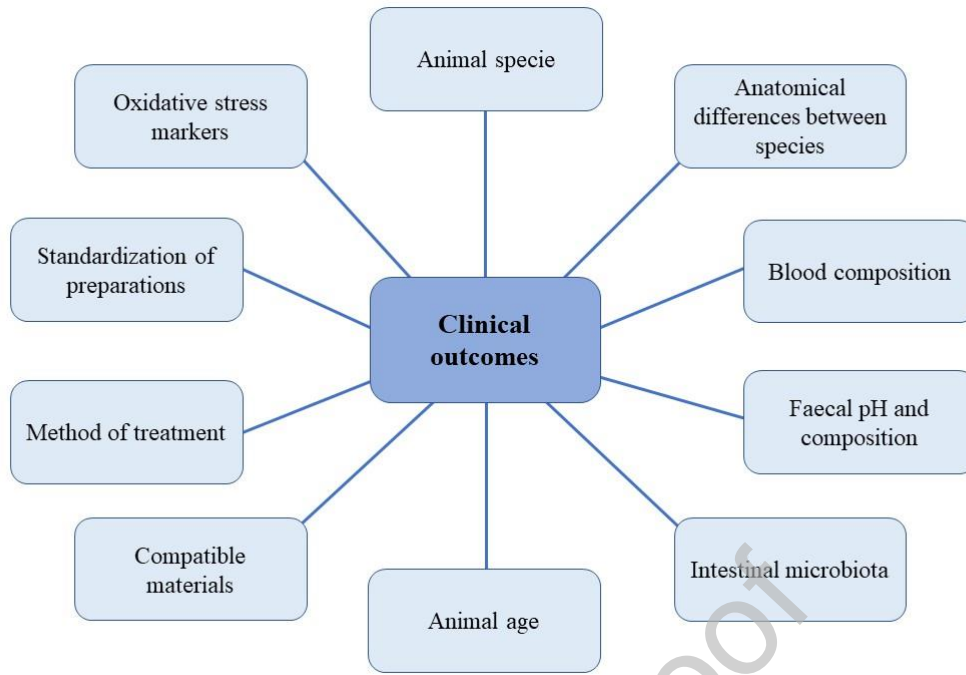 Animal specie
Oxidative stress
markers
Anatomical
differences between
species
Standardization of
preparations
Blood composition
Clinical
outcomes
Method of treatment
Faecal pH and
composition
Compatible
materials
Intestinal microbiota
Animal age
oof